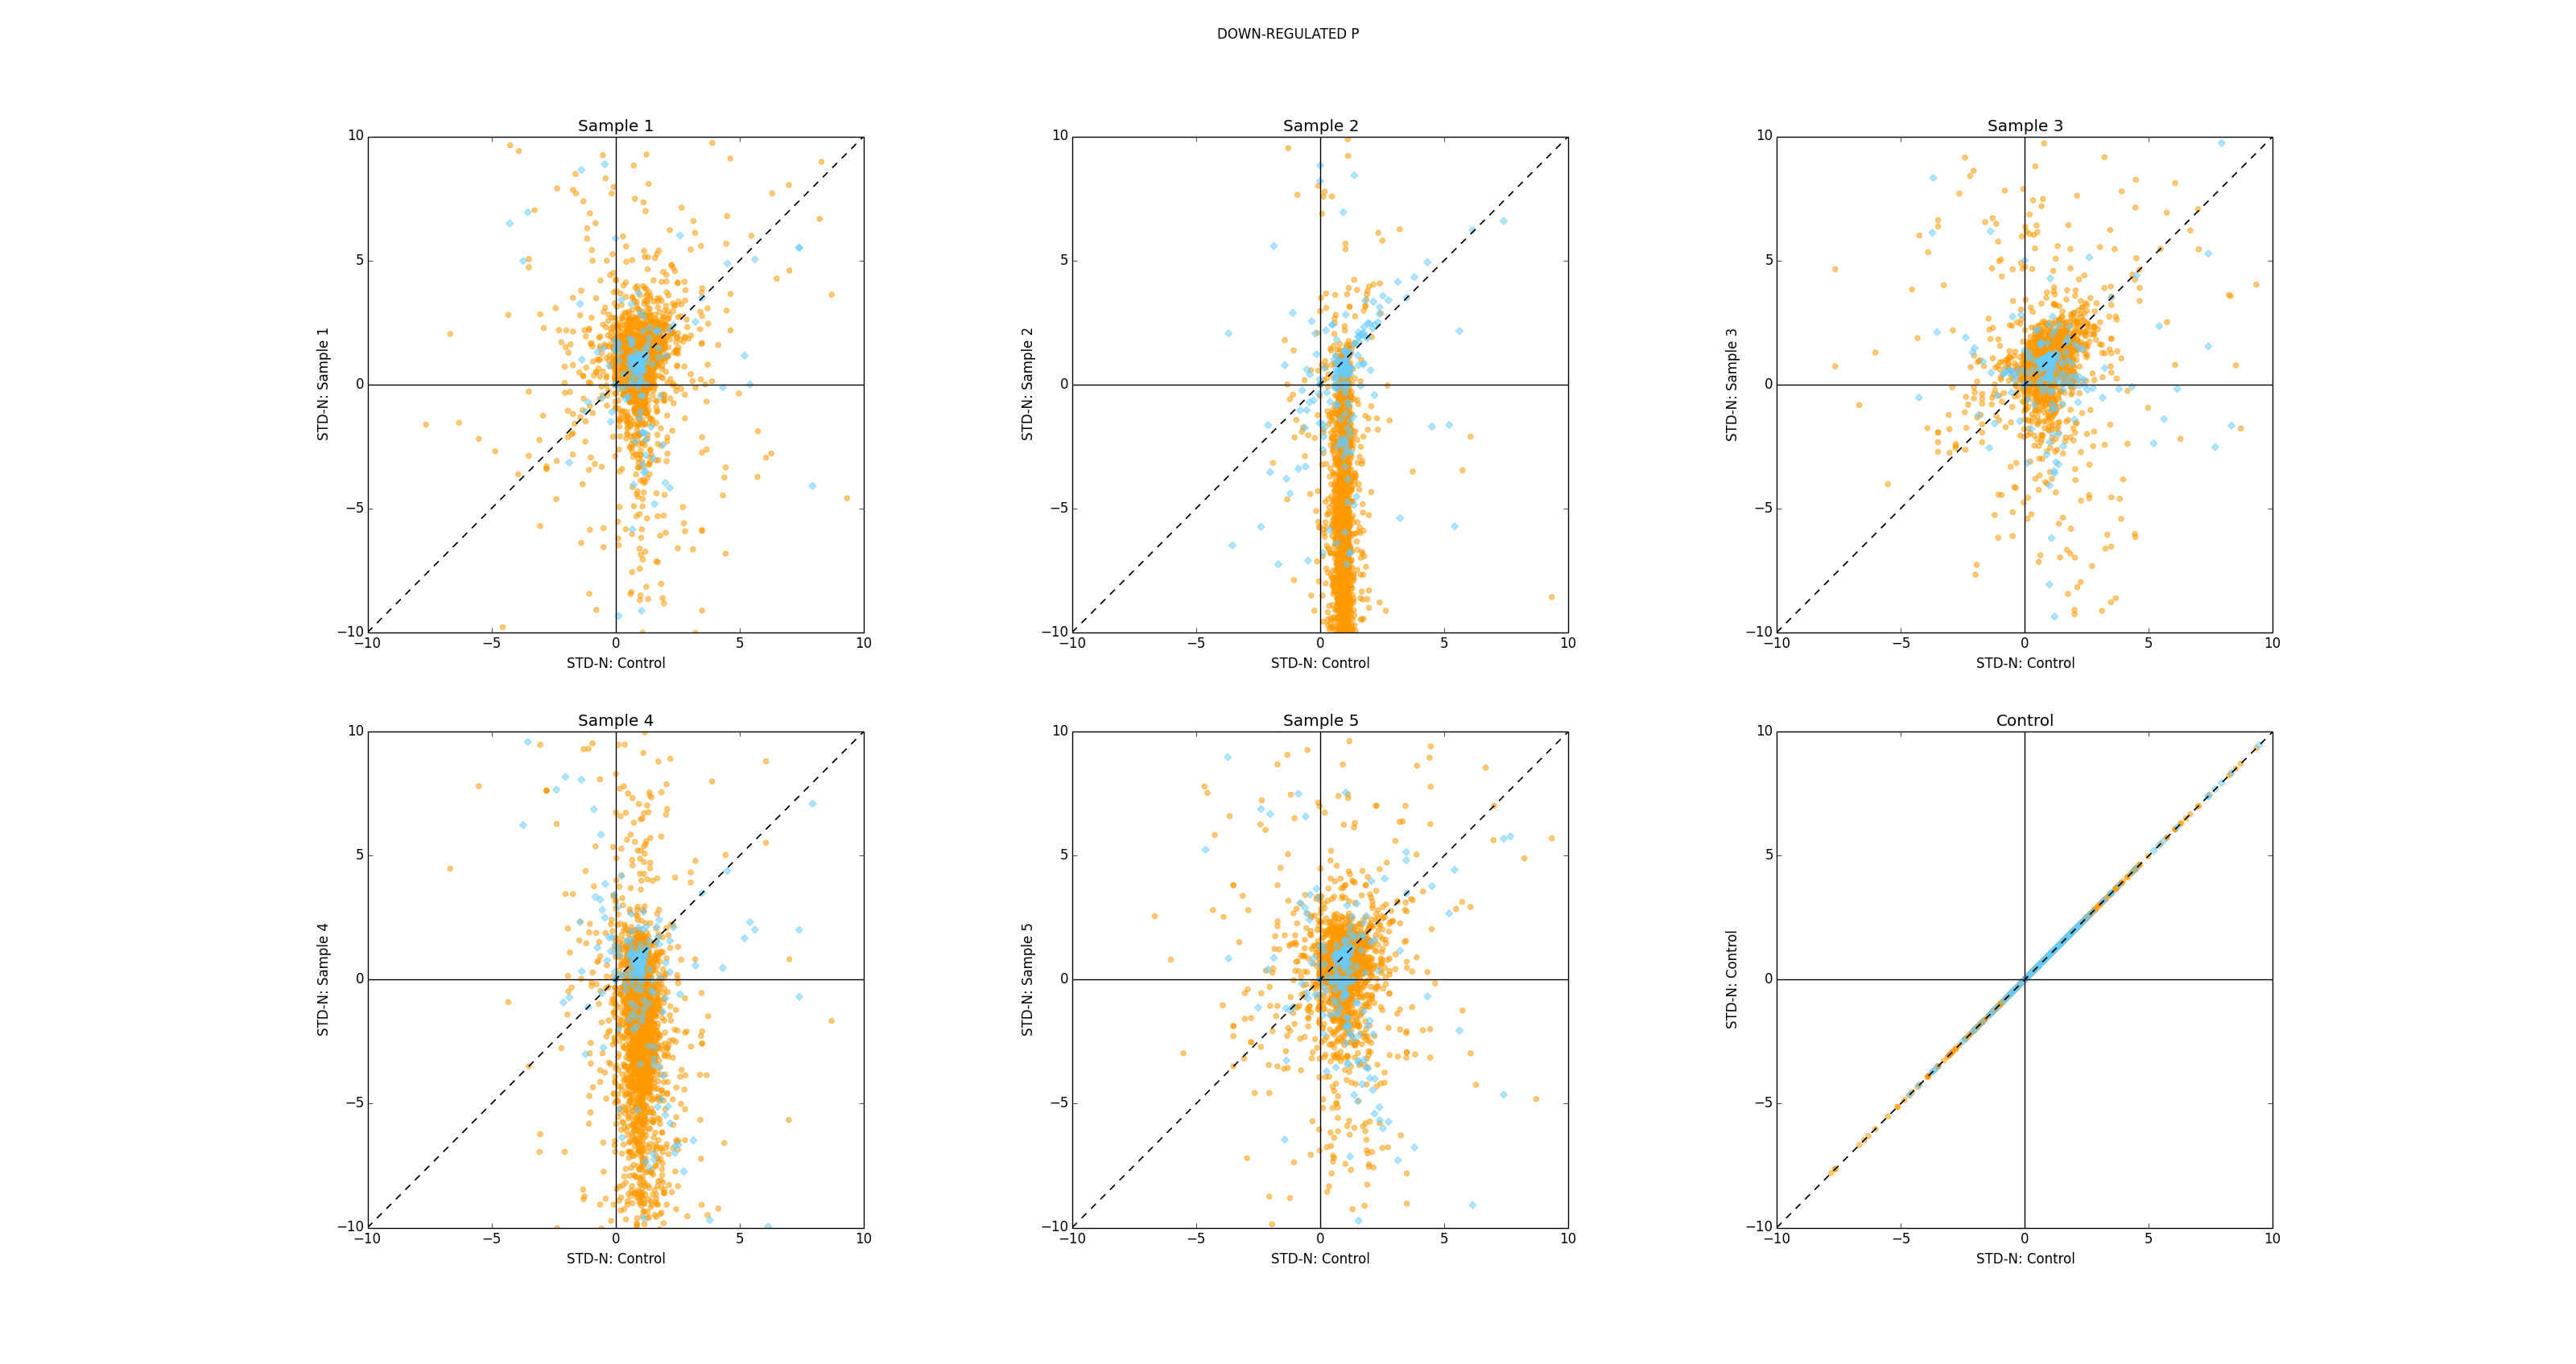 DOWN-REGULATED P
Sample 1
10
5
0
−5
−10
−10 −5 0 5 10
STD-N: Sample 1
STD-N: Control
Sample 2
10
5
0
−5
−10
−10 −5 0 5 10
STD-N: Sample 2
STD-N: Control
Sample 3
10
5
0
−5
−10
−10 −5 0 5 10
STD-N: Sample 3
STD-N: Control
Sample 4
10
5
0
−5
−10
−10 −5 0 5 10
STD-N: Sample 4
STD-N: Control
Sample 5
10
5
0
−5
−10
−10 −5 0 5 10
STD-N: Sample 5
STD-N: Control
Control
10
5
0
−5
−10
−10 −5 0 5 10
STD-N: Control
STD-N: Control